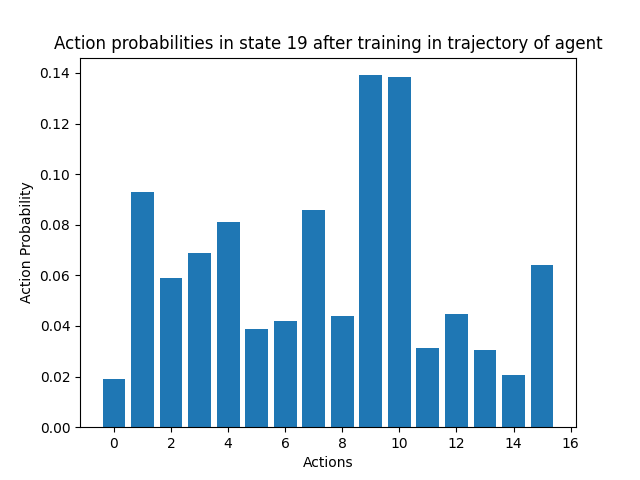 Action probabilities in state 19 after training in trajectory of agent
0.14
0.12
0.10
0.08
0.06
0.04
0.02
0.00
Action Probability
0 2 4 6 8 10 12 14 16
Actions